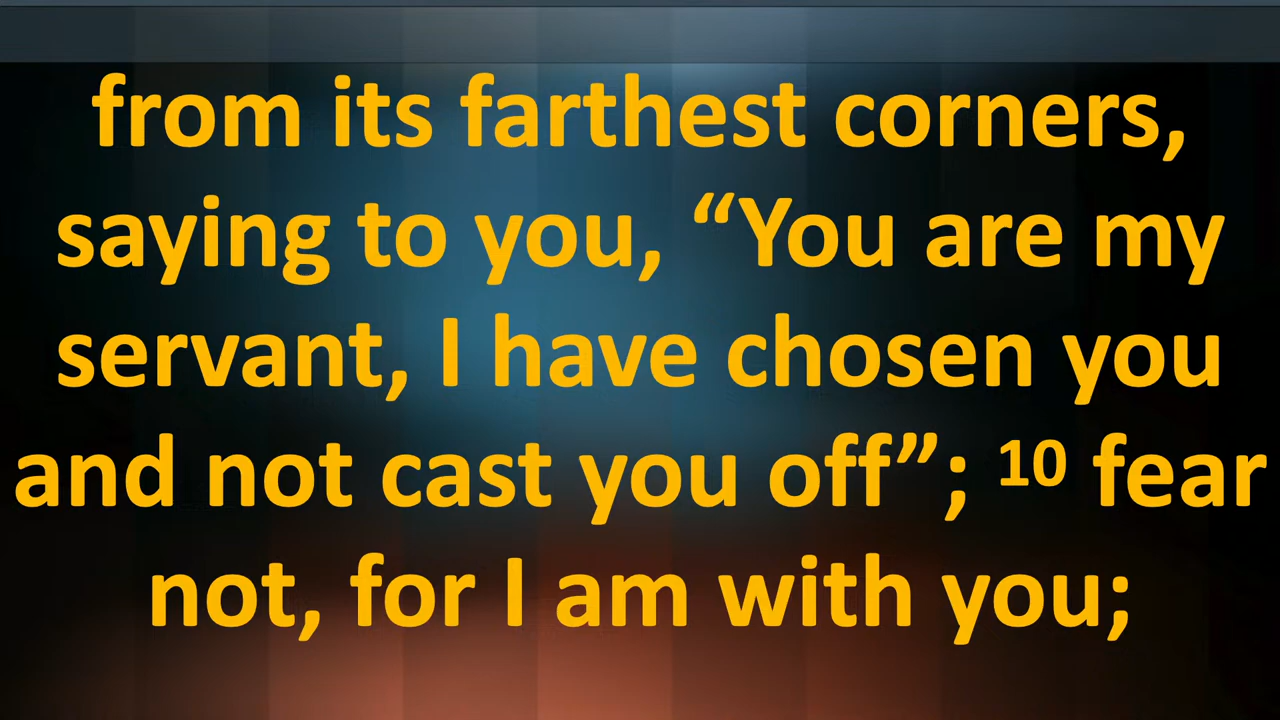 from its farthest corners,
saying to you, “You are my
servant, I have chosen you
and not cast you off”; ¹⁰ fear
not, for I am with you;